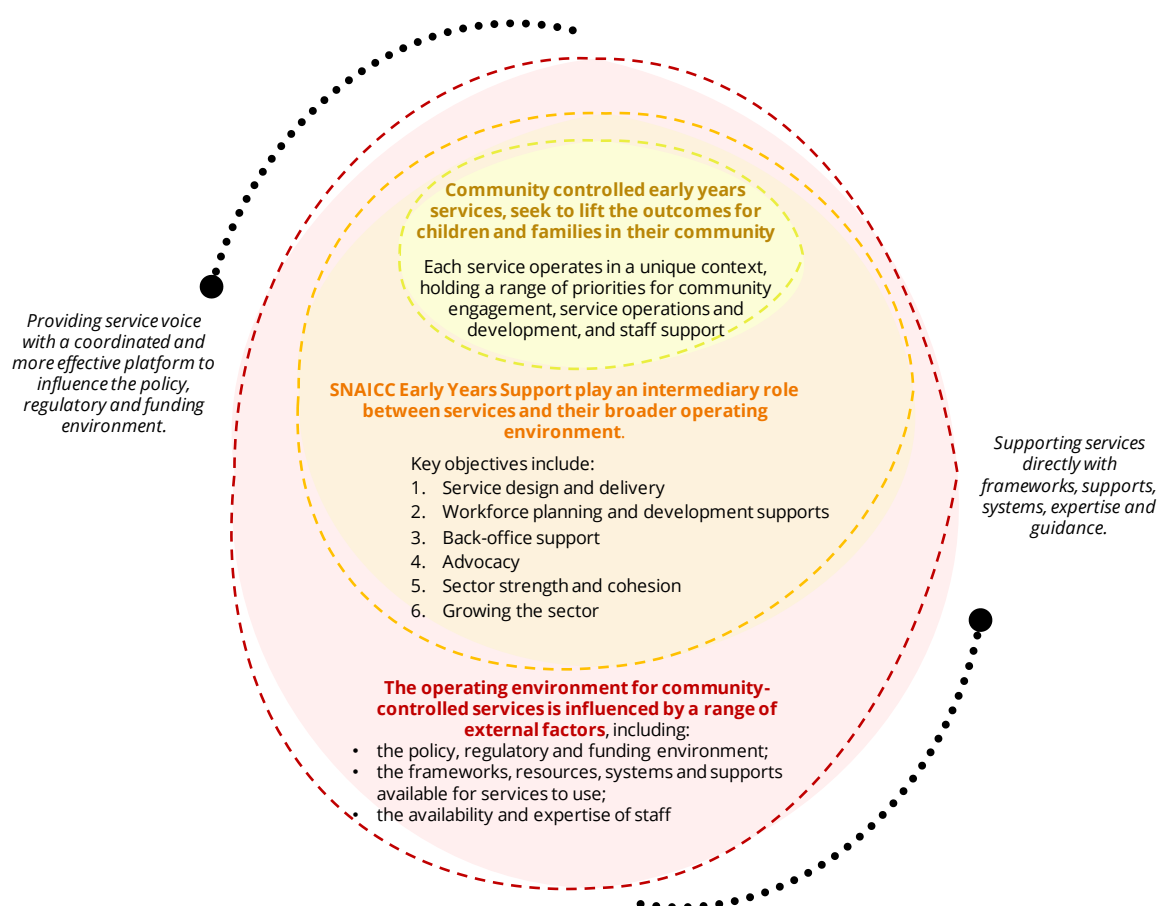 Community controlled early years
services, seek to lift the outcomes for
children and families in their community
Each service operates in a unique context,
holding a range of priorities for community
engagement, service operations and
development, and staff support
Providing service voice
with a coordinated and
more effective platform to
influence the policy,
regulatory and funding
environment.
SNAICC Early Years Support play an intermediary role
between services and their broader operating
environment.
Key objectives include:
1. Service design and delivery
2. Workforce planning and development supports
3. Back-office support
4. Advocacy
5. Sector strength and cohesion
6. Growing the sector
Supporting services
directly with
frameworks, supports,
systems, expertise and
guidance.
The operating environment for community-
controlled services is influenced by a range of
external factors, including:
• the policy, regulatory and funding environment;
• the frameworks, resources, systems and supports
available for services to use;
• the availability and expertise of staff